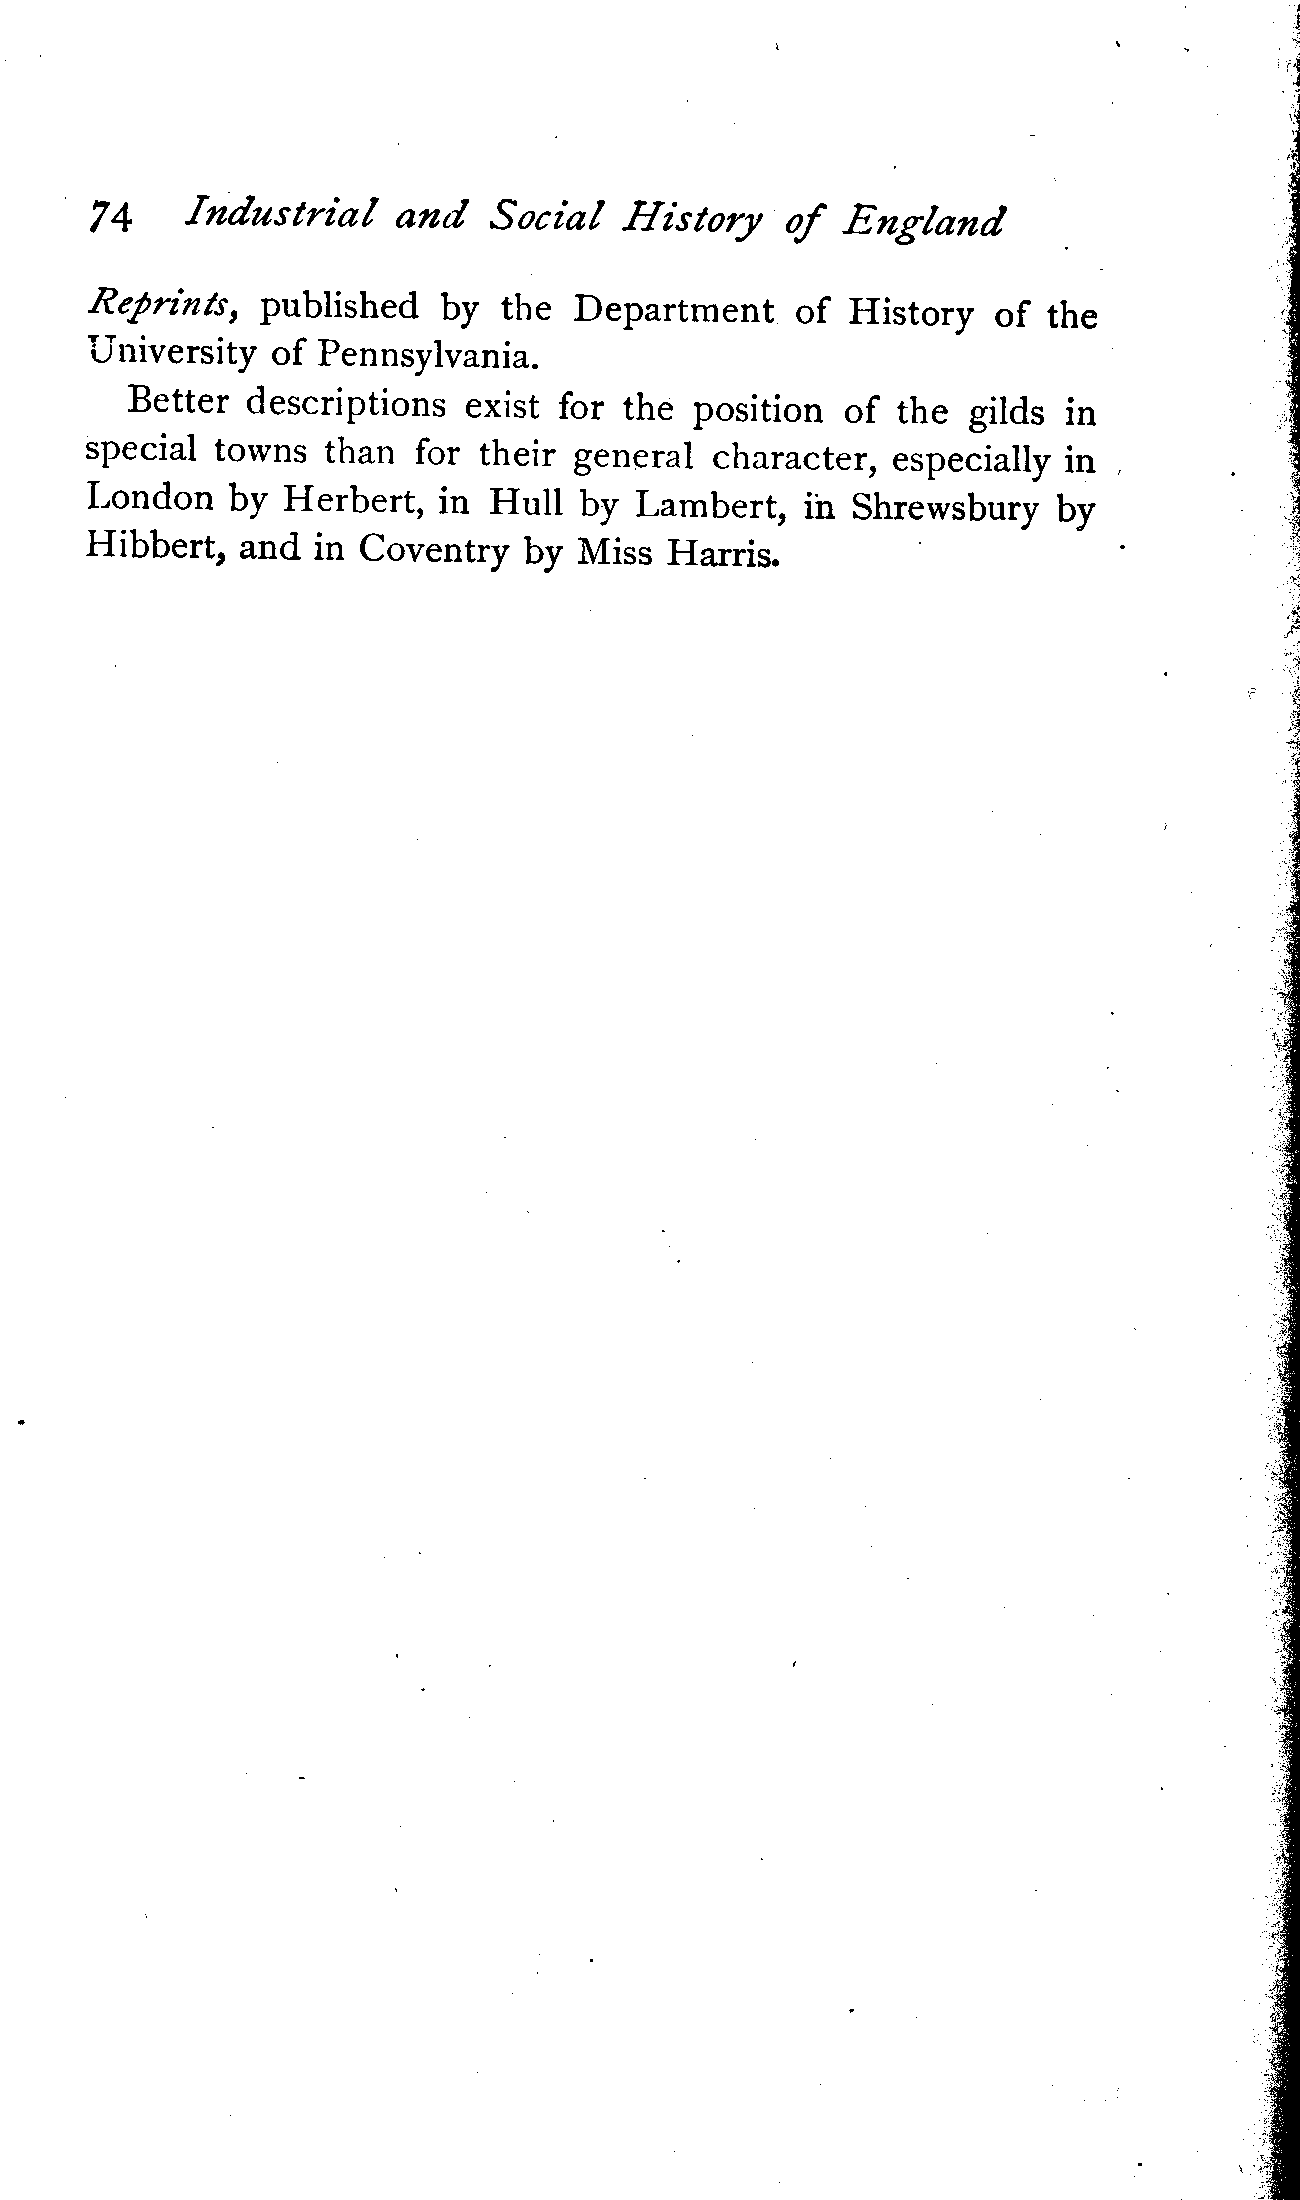 74 Industrial and Social History of England
Reprints, published by the Department of History of the
University of Pennsylvania.
Better descriptions exist for the position of the gilds in
special towns than for their general character, especially in
London by Herbert, in Hull by Lambert, in Shrewsbury by
Hibbert, and in Coventry by Miss Harris.